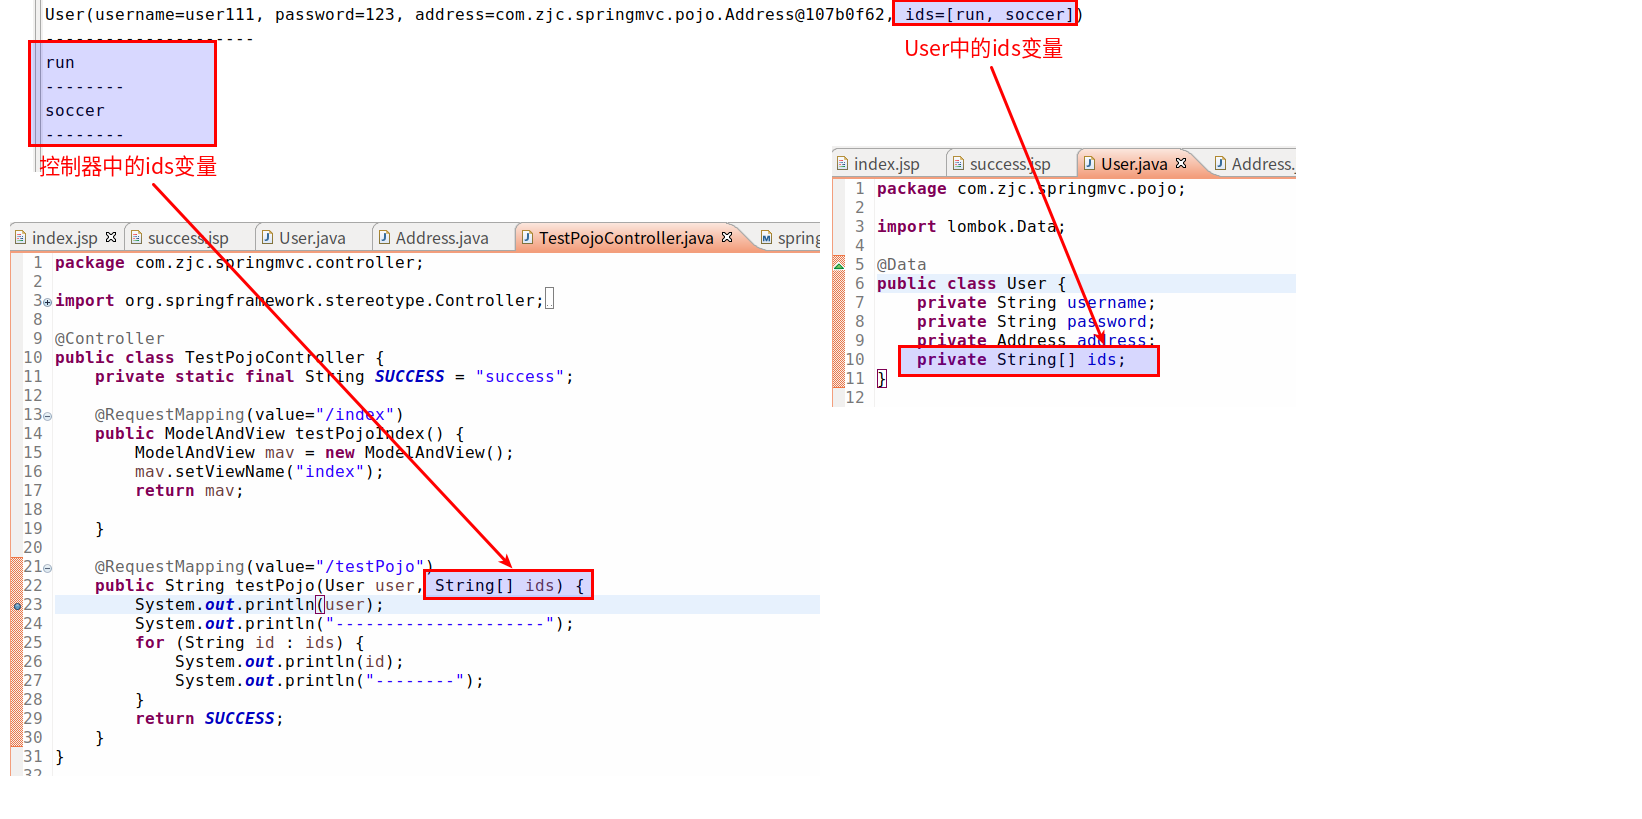 User(username=user111, password=123, address=com.zjc.springmvc.pojo.Address@107b0f62, ids=[run, soccer])
---------------------
run
--------
soccer
--------
User中的ids变量
控制器中的ids变量
index.jsp success.jsp User.java Address.java TestPojoController.java spring
1 package com.zjc.springmvc.controller;
2
3 import org.springframework.stereotype.Controller;
8
9 @Controller
10 public class TestPojoController {
11 private static final String SUCCESS = "success";
12
13 @RequestMapping(value="/index")
14 public ModelAndView testPojoIndex() {
15 ModelAndView mav = new ModelAndView();
16 mav.setViewName("index");
17 return mav;
18
19 }
20
21 @RequestMapping(value="/testPojo")
22 public String testPojo(User user, String[] ids) {
23 System.out.println(user);
24 System.out.println("---------------------");
25 for (String id : ids) {
26 System.out.println(id);
27 System.out.println("--------");
28 }
29 return SUCCESS;
30 }
31 }
32
index.jsp success.jsp User.java Address.
1 package com.zjc.springmvc.pojo;
2
3 import lombok.Data;
4
5 @Data
6 public class User {
7 private String username;
8 private String password;
9 private Address address;
10 private String[] ids;
11 }
12